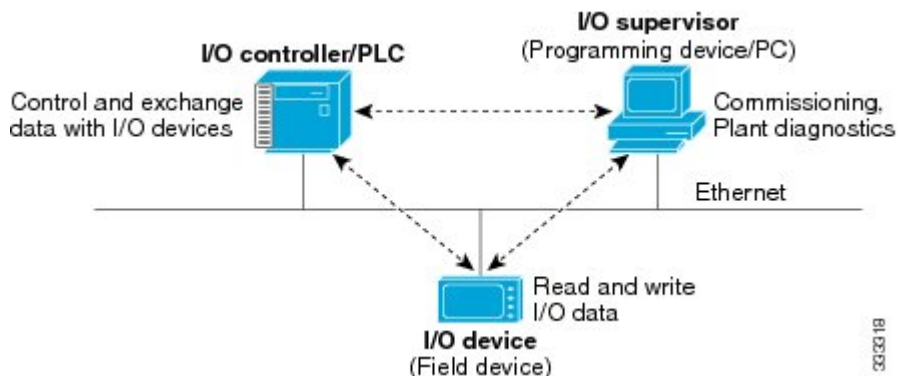 I/O supervisor
(Programming device/PC)
I/O controller/PLC
Control and exchange
data with I/O devices
Commissioning,
Plant diagnostics
Ethernet
Read and write
I/O data
I/O device
(Field device)
333318